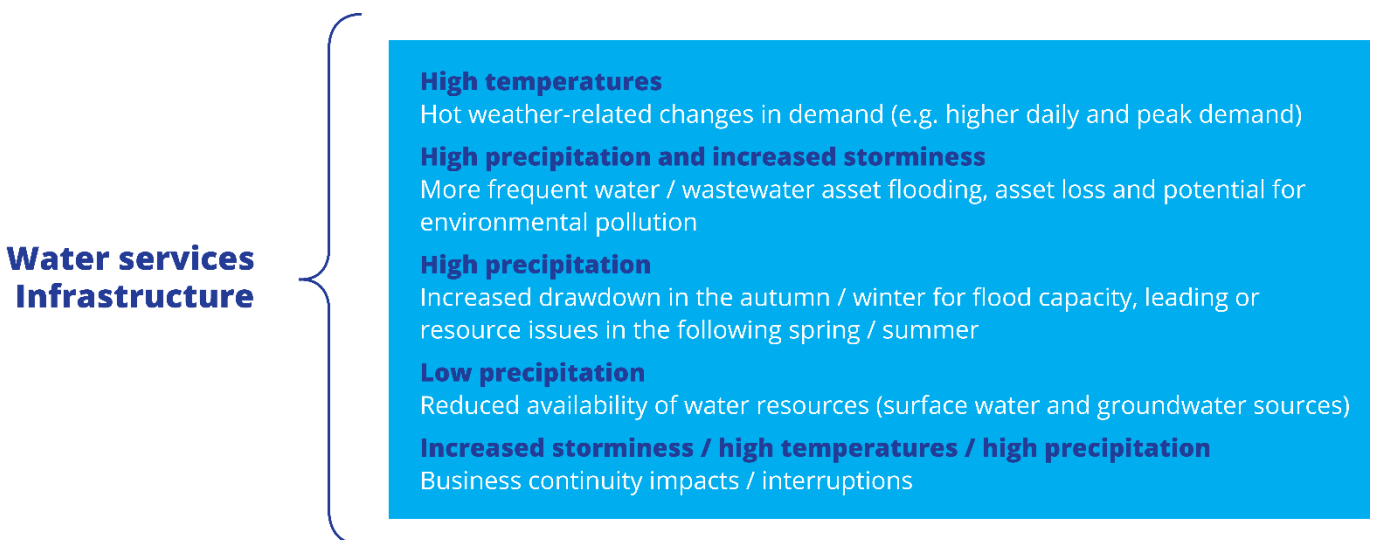 Water services
Infrastructure
High temperatures
Hot weather-related changes in demand (e.g. higher daily and peak demand)
High precipitation and increased storminess
More frequent water / wastewater asset flooding, asset loss and potential for
environmental pollution
High precipitation
Increased drawdown in the autumn / winter for flood capacity, leading or
resource issues in the following spring / summer
Low precipitation
Reduced availability of water resources (surface water and groundwater sources)
Increased storminess / high temperatures / high precipitation
Business continuity impacts / interruptions